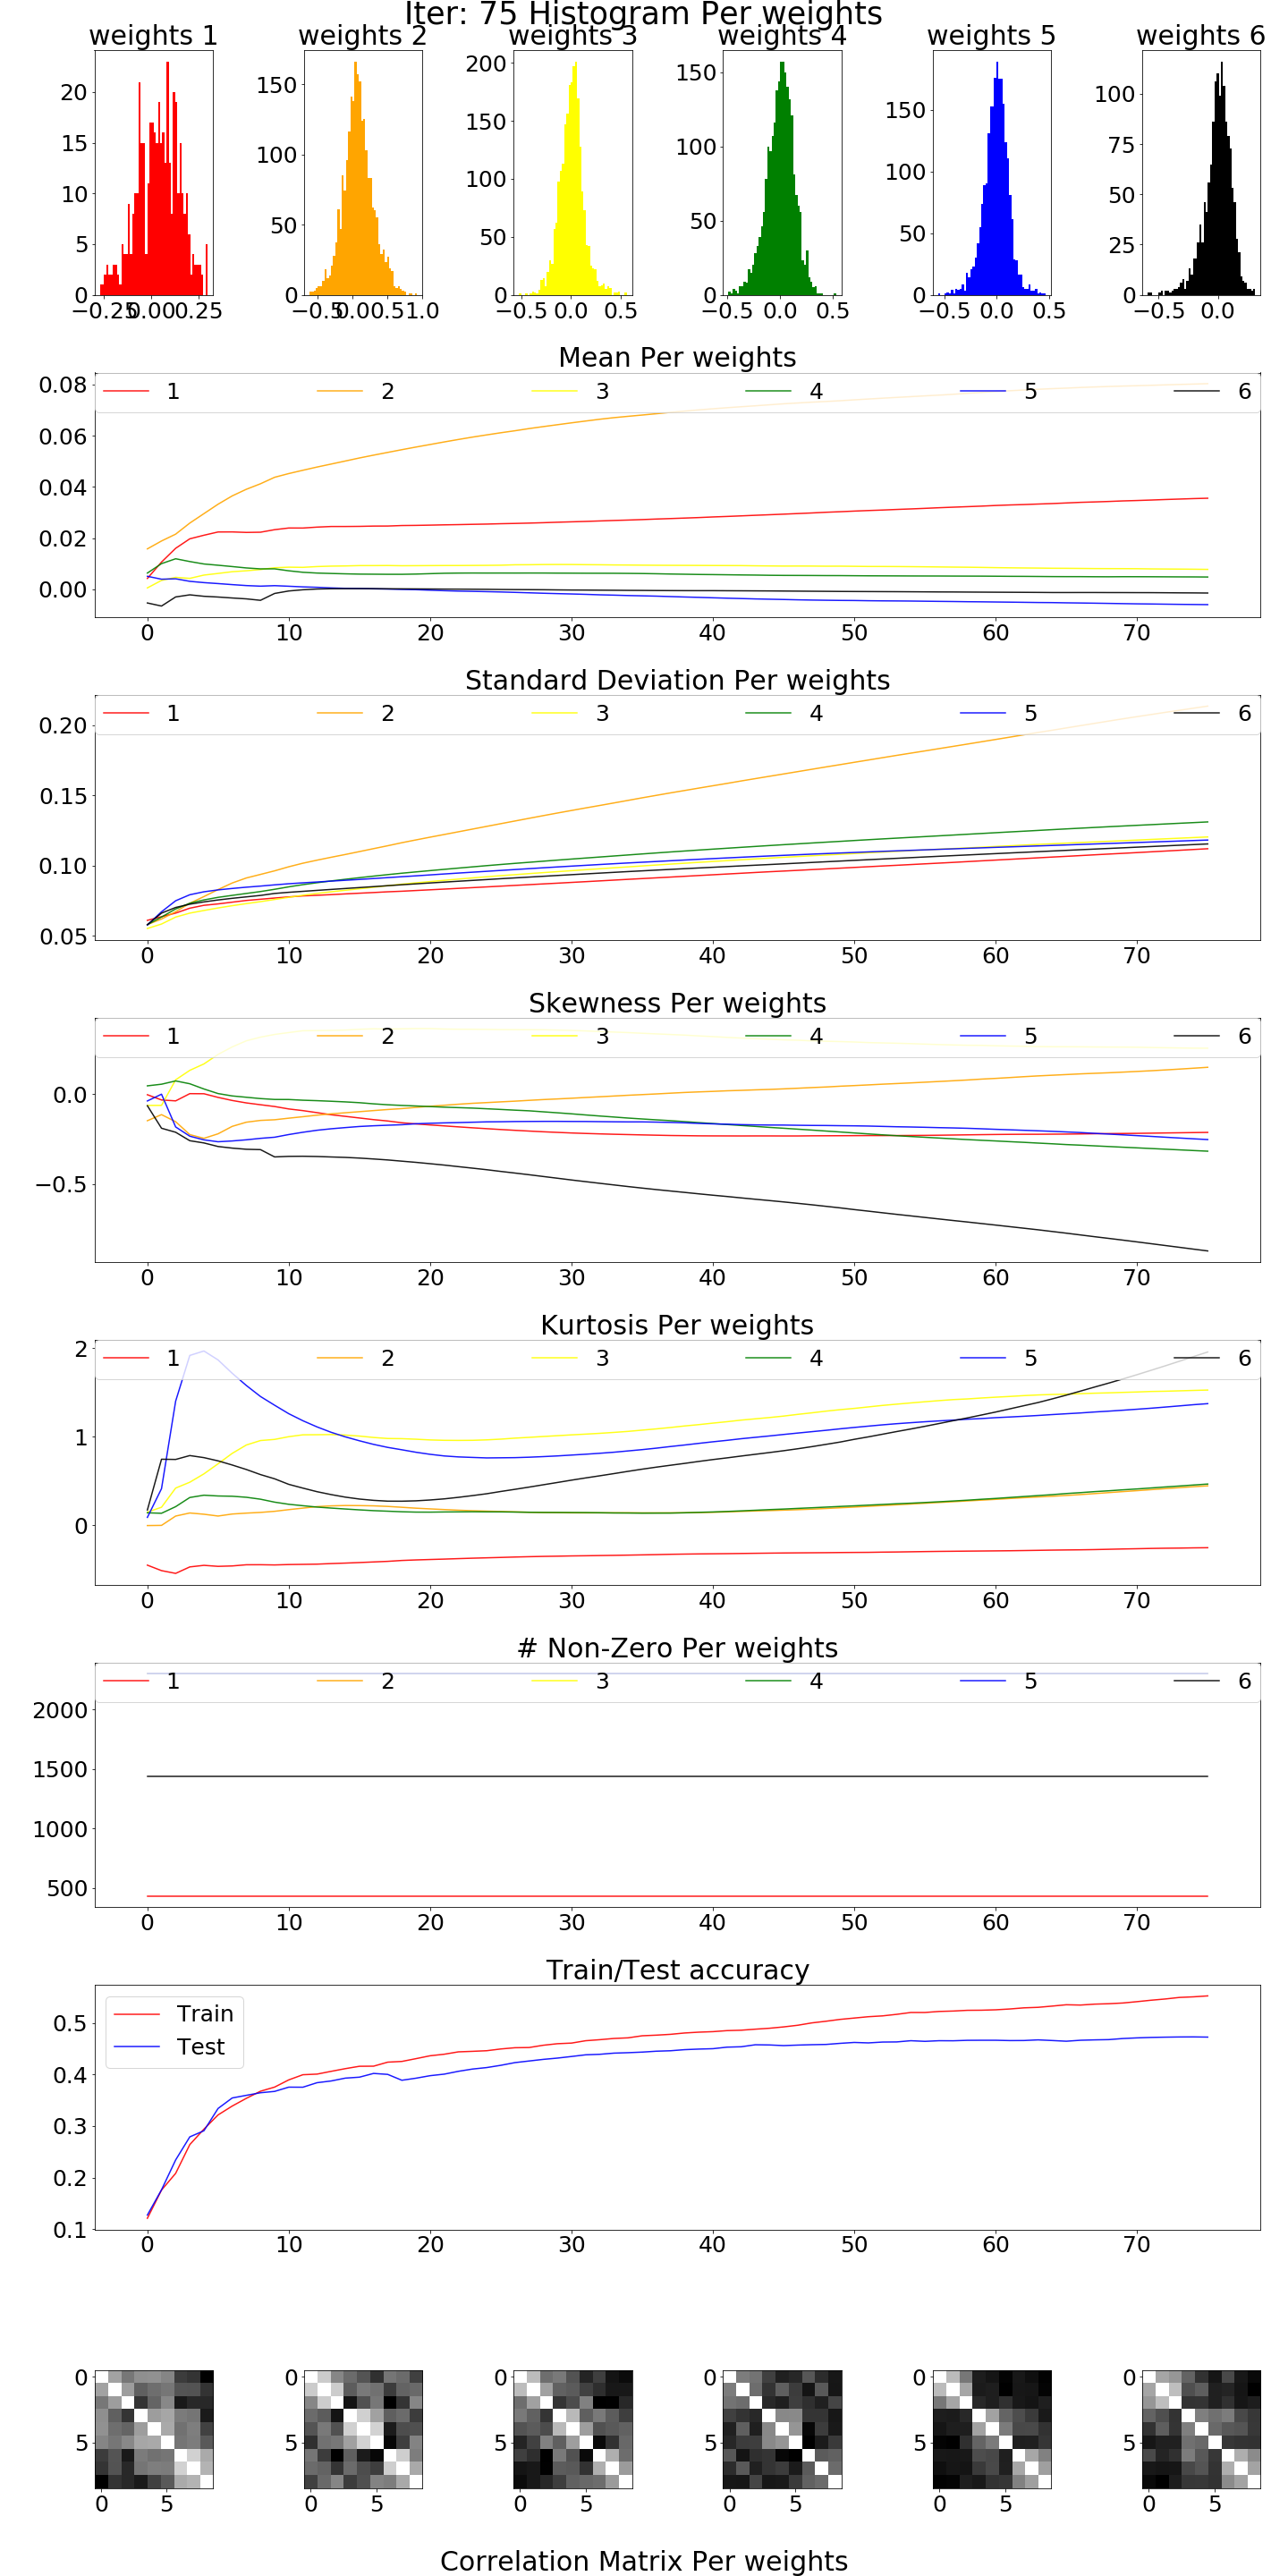 Iter: 75 Histogram Per weights
weights 1 weights 2 weights 3 weights 4 weights 5 weights 6
20
15
10
5
0
−0.25 0.00 0.25
150
100
50
0
−0.5 0.0 0.5 1.0
200
150
100
50
0
−0.5 0.0 0.5
150
100
50
0
−0.5 0.0 0.5
150
100
50
0
−0.5 0.0 0.5
100
75
50
25
0
−0.5 0.0
Mean Per weights
1 2 3 4 5 6
0.08
0.06
0.04
0.02
0.00
0 10 20 30 40 50 60 70
Standard Deviation Per weights
1 2 3 4 5 6
0.20
0.15
0.10
0.05
0 10 20 30 40 50 60 70
Skewness Per weights
1 2 3 4 5 6
0.0
−0.5
0 10 20 30 40 50 60 70
Kurtosis Per weights
1 2 3 4 5 6
2
1
0
0 10 20 30 40 50 60 70
# Non-Zero Per weights
1 2 3 4 5 6
2000
1500
1000
500
0 10 20 30 40 50 60 70
Train/Test accuracy
Train
Test
0.5
0.4
0.3
0.2
0.1
0 10 20 30 40 50 60 70
0 0 0 0 0 0
5 5 5 5 5 5
0 5 0 5 0 5 0 5 0 5 0 5
Correlation Matrix Per weights